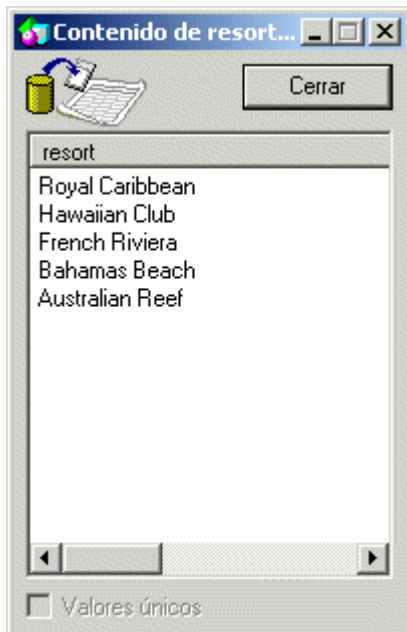 Contenido de resort...
Cerrar
resort
Royal Caribbean
Hawaiian Club
French Riviera
Bahamas Beach
Australian Reef
Valores únicos